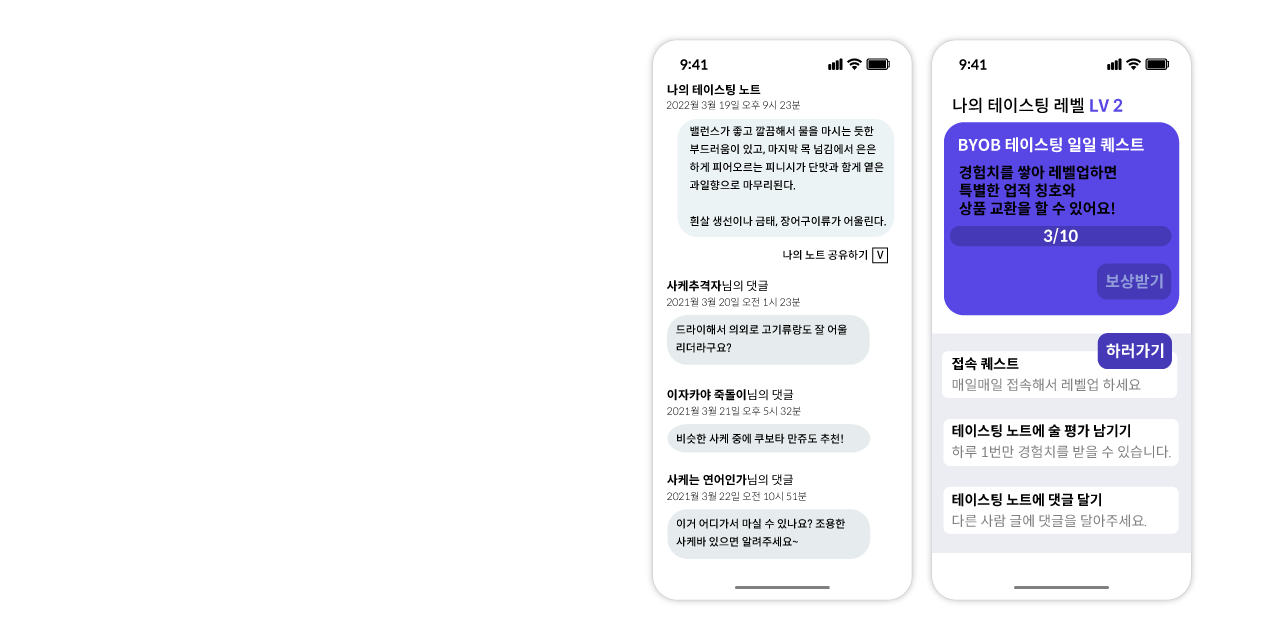 9:41
나의 테이스팅 노트
2022월 3월 19일 오후 9시 23분
밸런스가 좋고 깔끔해서 물을 마시는 듯한
부드러움이 있고, 마지막 목 넘김에서 은은
하게 피어오르는 피니시가 단맛과 함게 옅은
과일향으로 마무리된다.
흰살 생선이나 금태, 장어구이류가 어울린다.
나의 노트 공유하기 V
사케추격자님의 댓글
2021월 3월 20일 오전 1시 23분
드라이해서 의외로 고기류랑도 잘 어울
리더라구요?
이자카야 죽돌이님의 댓글
2021월 3월 21일 오후 5시 32분
비슷한 사케 중에 쿠보타 만쥬도 추천!
사케는 연어인가님의 댓글
2021월 3월 22일 오전 10시 51분
이거 어디가서 마실 수 있나요? 조용한
사케바 있으면 알려주세요~
9:41
나의 테이스팅 레벨 LV 2
BYOB 테이스팅 일일 퀘스트
경험치를 쌓아 레벨업하면
특별한 업적 칭호와
상품 교환을 할 수 있어요!
3/10
보상받기
하러가기
접속 퀘스트
매일매일 접속해서 레벨업 하세요
테이스팅 노트에 술 평가 남기기
하루 1번만 경험치를 받을 수 있습니다.
테이스팅 노트에 댓글 달기
다른 사람 글에 댓글을 달아주세요.